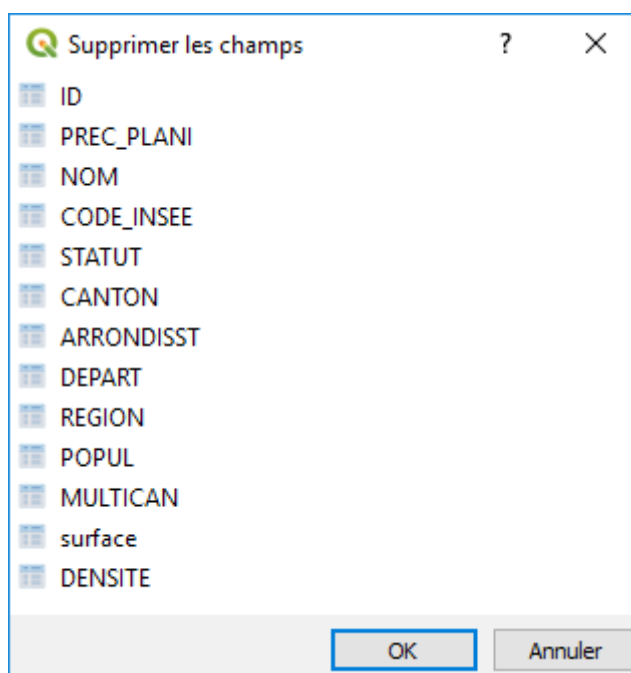 Supprimer les champs ?
ID
PREC_PLANI
NOM
CODE_INSEE
STATUT
CANTON
ARRONDISST
DEPART
REGION
POPUL
MULTICAN
surface
DENSITE
OK Annuler